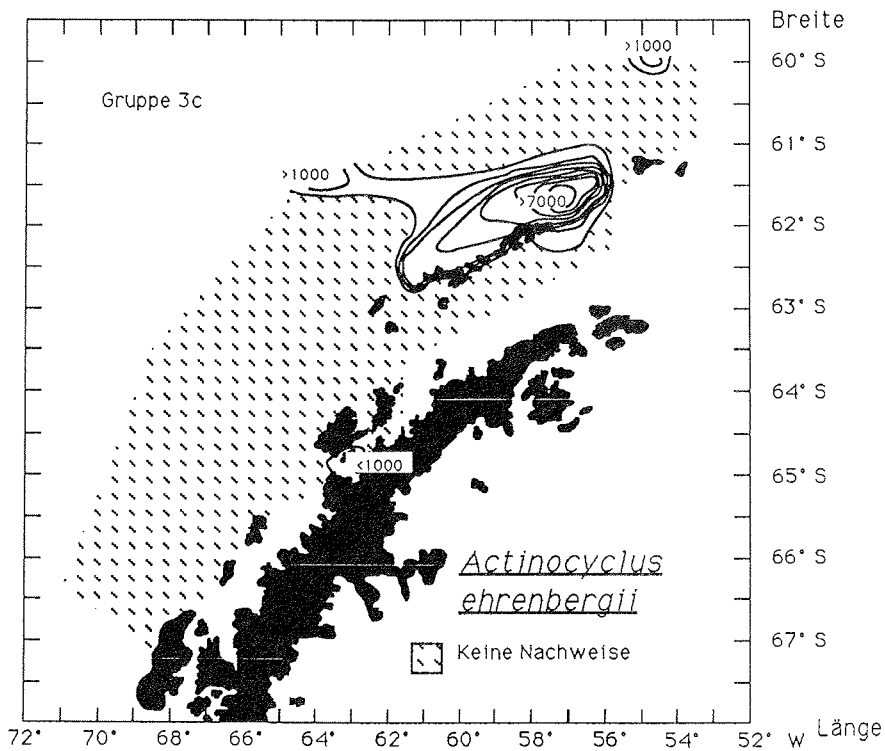 Breite
>1000
60° S
Gruppe 3c
61° S
>1000
>7000
62° S
63° S
64° S
<1000
65° S
Actinocyclus
ehrenbergii
66° S
Keine Nachweise
67° S
72° 70° 68° 66° 64° 62° 60° 58° 56° 54° 52° W Länge